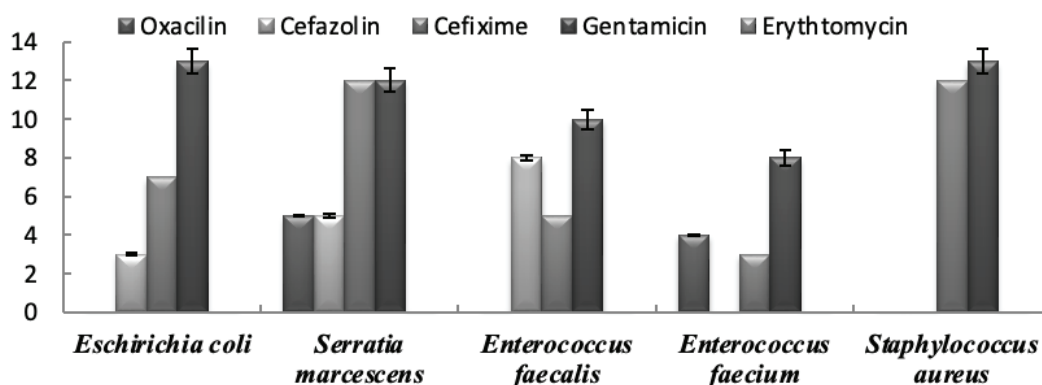 Oxacilin Cefazolin Cefixime Gentamicin Erythtomycin
14
12
10
8
6
4
2
0
Eschirichia coli Serratia Enterococcus Enterococcus Staphylococcus
marcescens faecalis faecium aureus